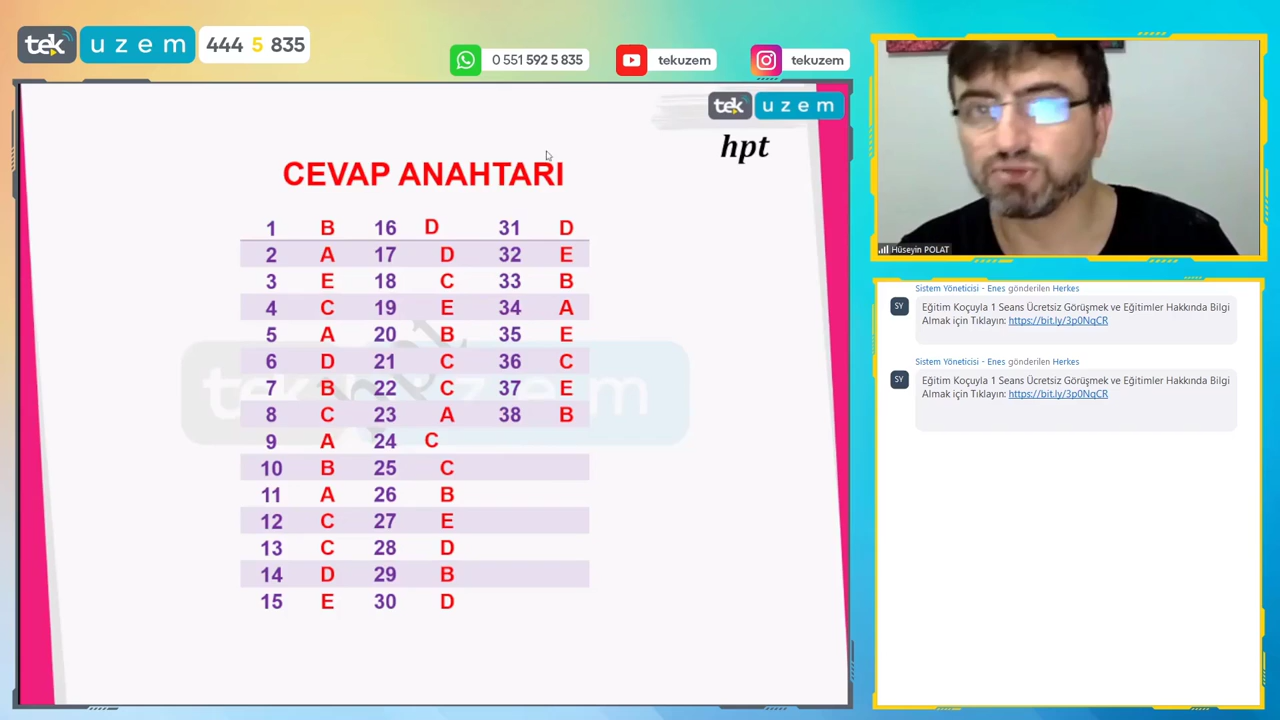 tek uzem 444 5 835
0 551 592 5 835
tekuzem
tekuzem
tek uzem
hpt
CEVAP ANAHTARI
1 B 16 D 31 D
2 A 17 D 32 E
3 E 18 C 33 B
4 C 19 E 34 A
5 A 20 B 35 E
6 D 21 C 36 C
7 B 22 C 37 E
8 C 23 A 38 B
9 A 24 C
10 B 25 C
11 A 26 B
12 C 27 E
13 C 28 D
14 D 29 B
15 E 30 D
Hüseyin POLAT
Sistem Yöneticisi - Enes gönderilen Herkes
SY
Eğitim Koçuyla 1 Seans Ücretsiz Görüşmek ve Eğitimler Hakkında Bilgi
Almak için Tıklayın: https://bit.ly/3p0NqCR
Sistem Yöneticisi - Enes gönderilen Herkes
SY
Eğitim Koçuyla 1 Seans Ücretsiz Görüşmek ve Eğitimler Hakkında Bilgi
Almak için Tıklayın: https://bit.ly/3p0NqCR